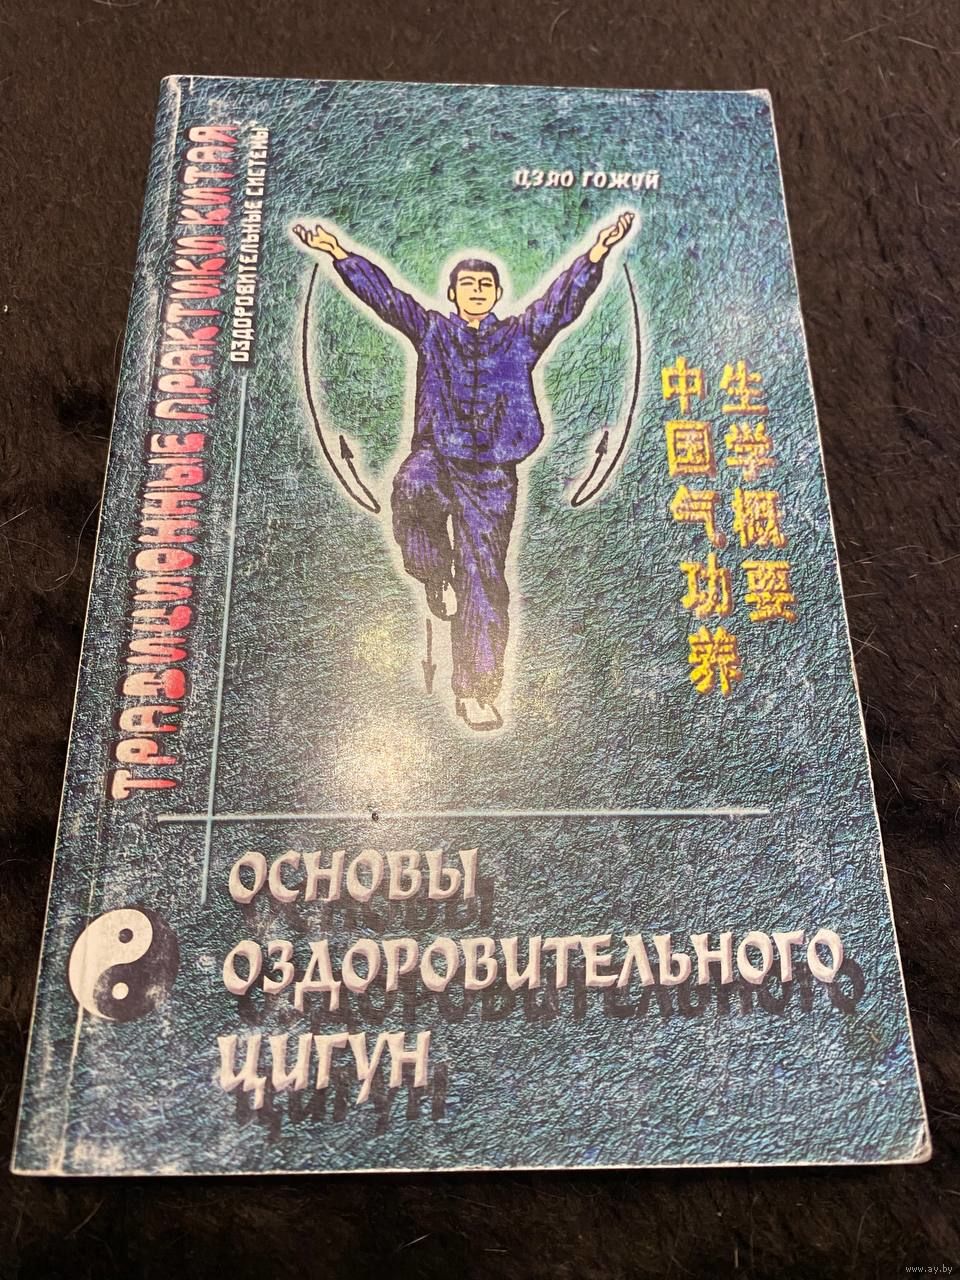 ТРАДИЦИОННЫЕ ПРАКТИКИ КИТАЯ
ОЗДОРОВИТЕЛЬНЫЕ СИСТЕМЫ
ЦЗЯО ГОЖУЙ
中国气功养
生学概要
ОСНОВЫ
ОЗДОРОВИТЕЛЬНОГО
ЦИГУН
www.ay.by